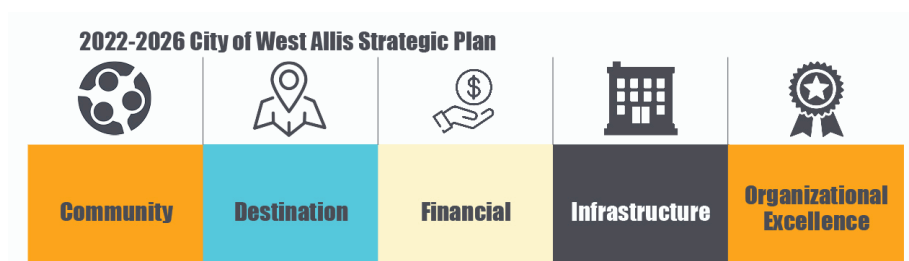 2022-2026 City of West Allis Strategic Plan
$
Community
Destination
Financial
Infrastructure
Organizational
Excellence